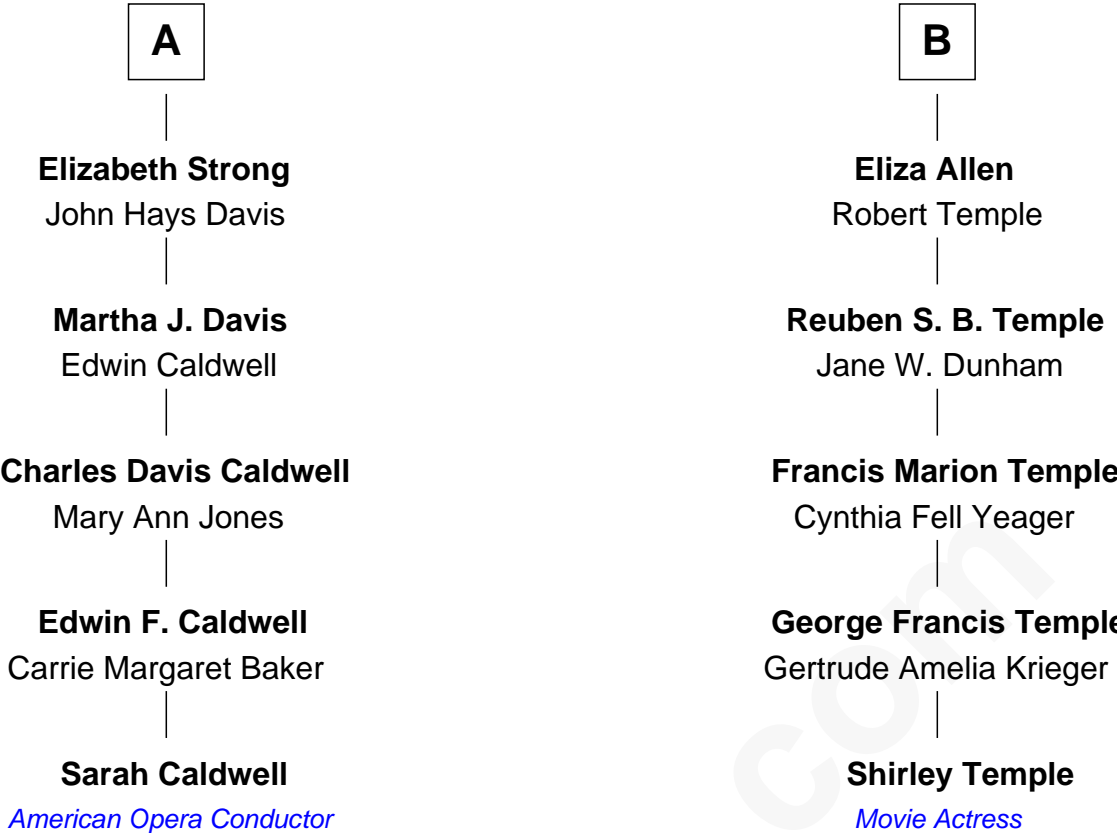 A
Elizabeth Strong
John Hays Davis
Martha J. Davis
Edwin Caldwell
Charles Davis Caldwell
Mary Ann Jones
Edwin F. Caldwell
Carrie Margaret Baker
Sarah Caldwell
American Opera Conductor
B
Eliza Allen
Robert Temple
Reuben S. B. Temple
Jane W. Dunham
Francis Marion Temple
Cynthia Fell Yeager
George Francis Temple
Gertrude Amelia Krieger
Shirley Temple
Movie Actress
com